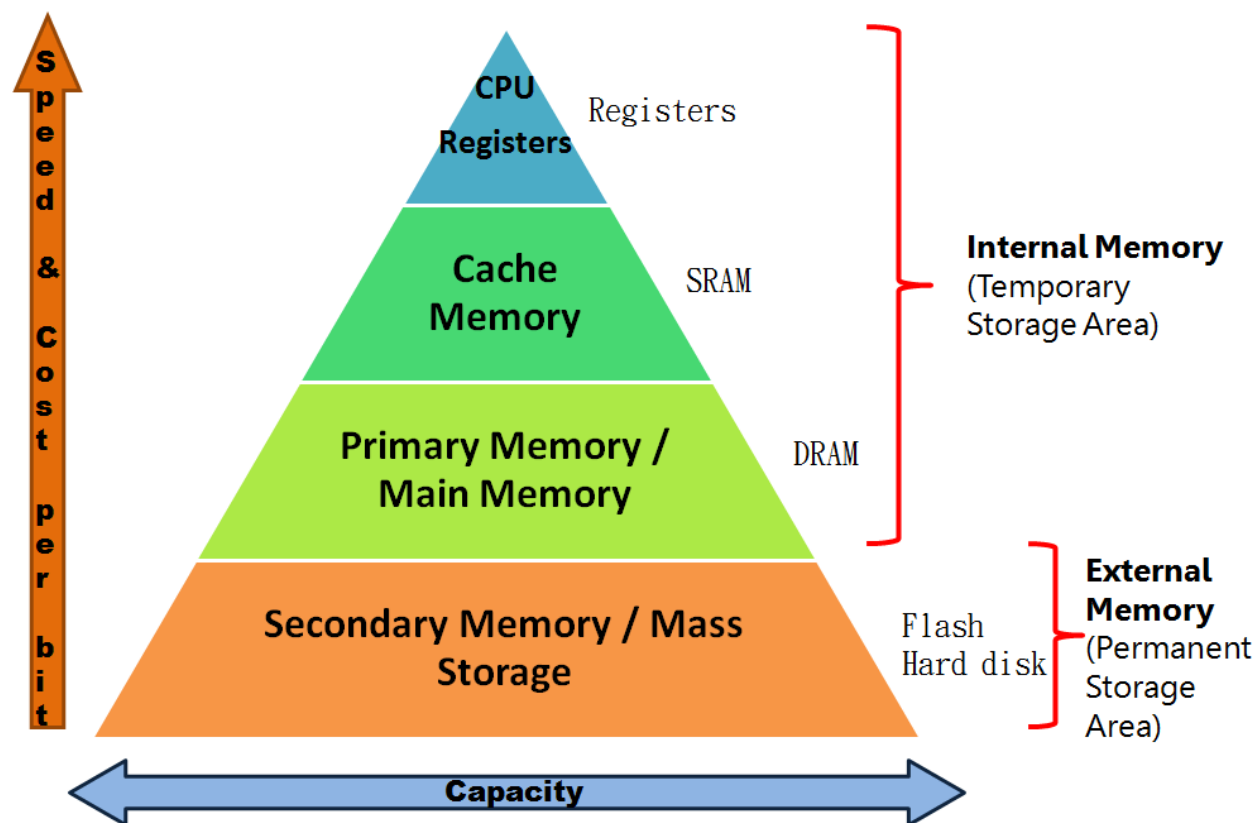 Speed & Cost per bit
CPU
Registers
Registers
Cache
Memory
SRAM
Internal Memory
(Temporary
Storage Area)
Primary Memory /
Main Memory
DRAM
Secondary Memory / Mass
Storage
Flash
Hard disk
External
Memory
(Permanent
Storage
Area)
Capacity